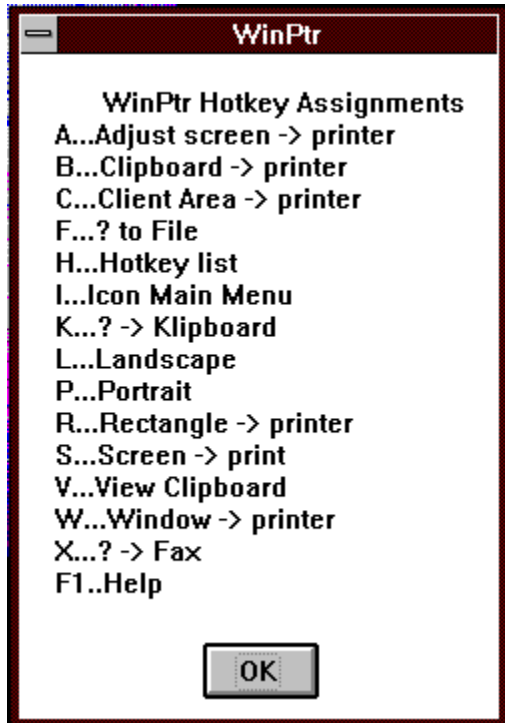 WinPtr
WinPtr Hotkey Assignments
A...Adjust screen -> printer
B...Clipboard -> printer
C...Client Area -> printer
F...? to File
H...Hotkey list
I...Icon Main Menu
K...? -> Klipboard
L...Landscape
P...Portrait
R...Rectangle -> printer
S...Screen -> print
V...View Clipboard
W...Window -> printer
X...? -> Fax
F1..Help
OK